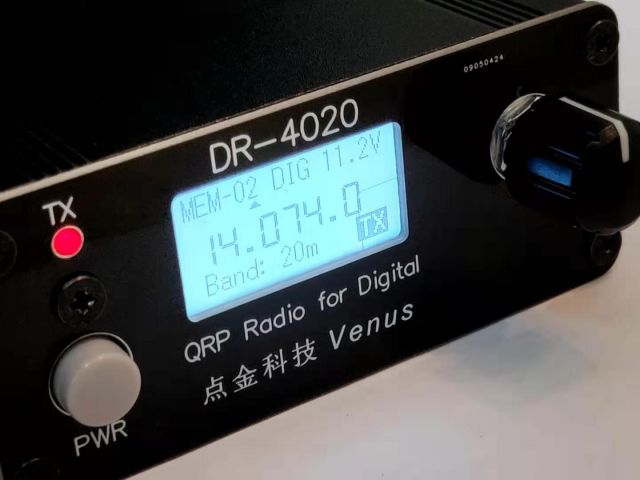 09050424
DR-4020
TX
MEM-02 DIG 11.2V
14.074.0
TX
Band: 20m
QRP Radio for Digital
点金科技 Venus
PWR